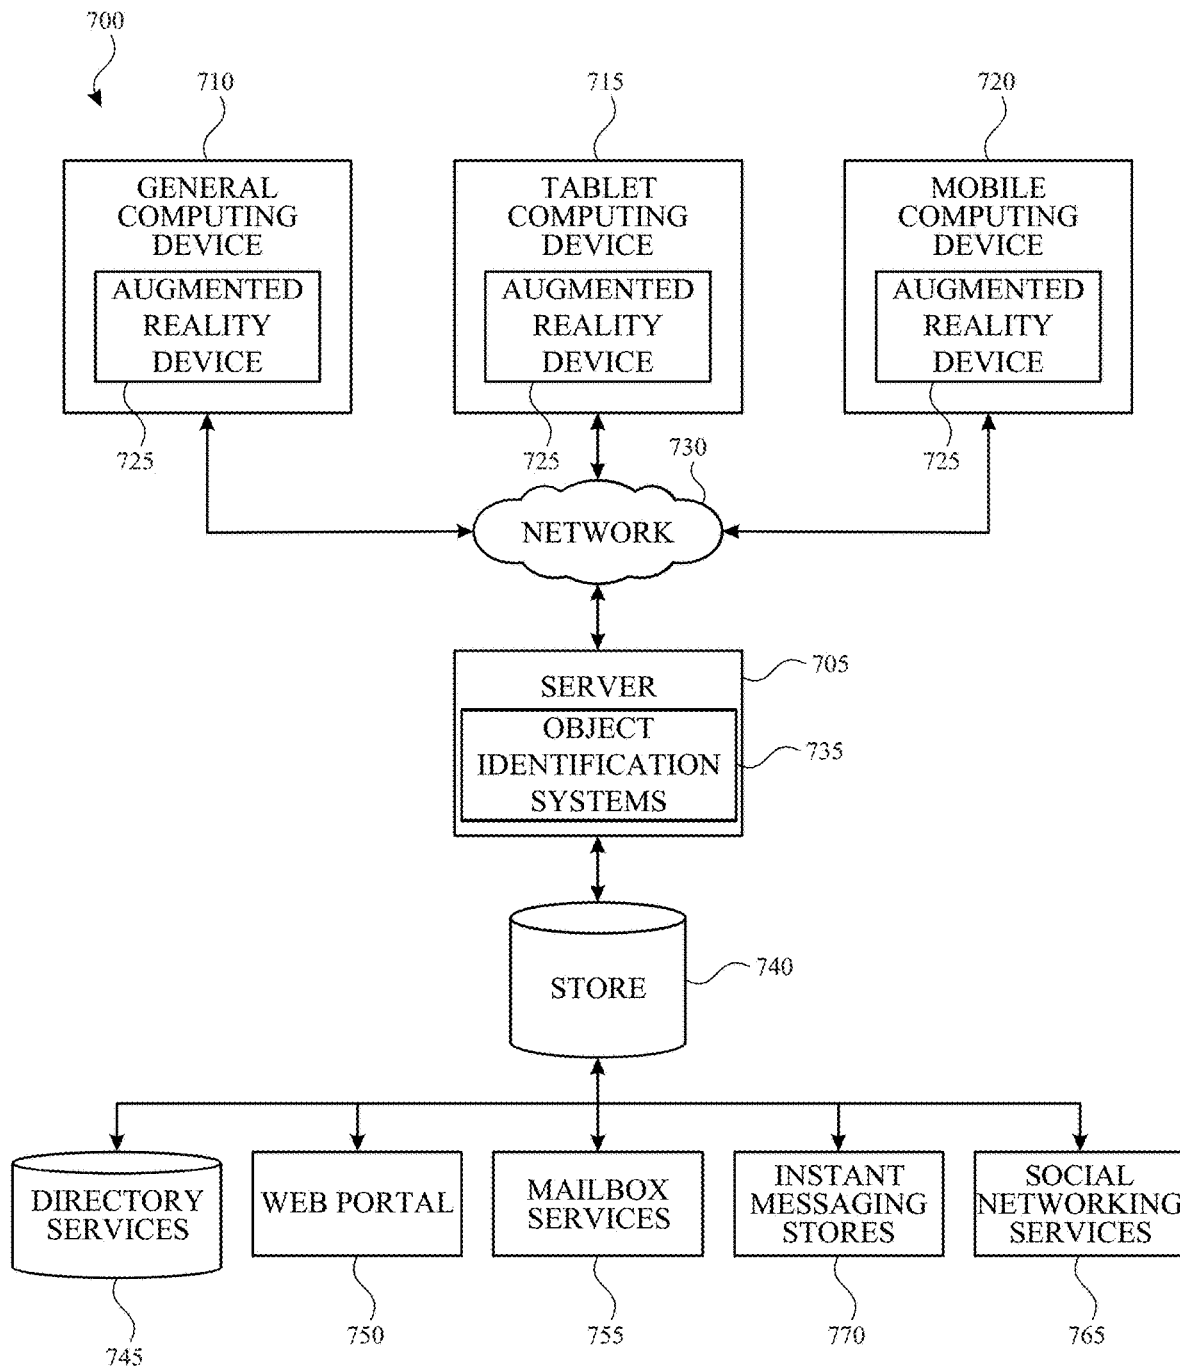 700
710
715
720
GENERAL
COMPUTING
DEVICE
AUGMENTED
REALITY
DEVICE
725
TABLET
COMPUTING
DEVICE
AUGMENTED
REALITY
DEVICE
725
MOBILE
COMPUTING
DEVICE
AUGMENTED
REALITY
DEVICE
725
730
NETWORK
705
SERVER
OBJECT
IDENTIFICATION
SYSTEMS
735
STORE
740
DIRECTORY
SERVICES
WEB PORTAL
MAILBOX
SERVICES
INSTANT
MESSAGING
STORES
SOCIAL
NETWORKING
SERVICES
745
750
755
770
765